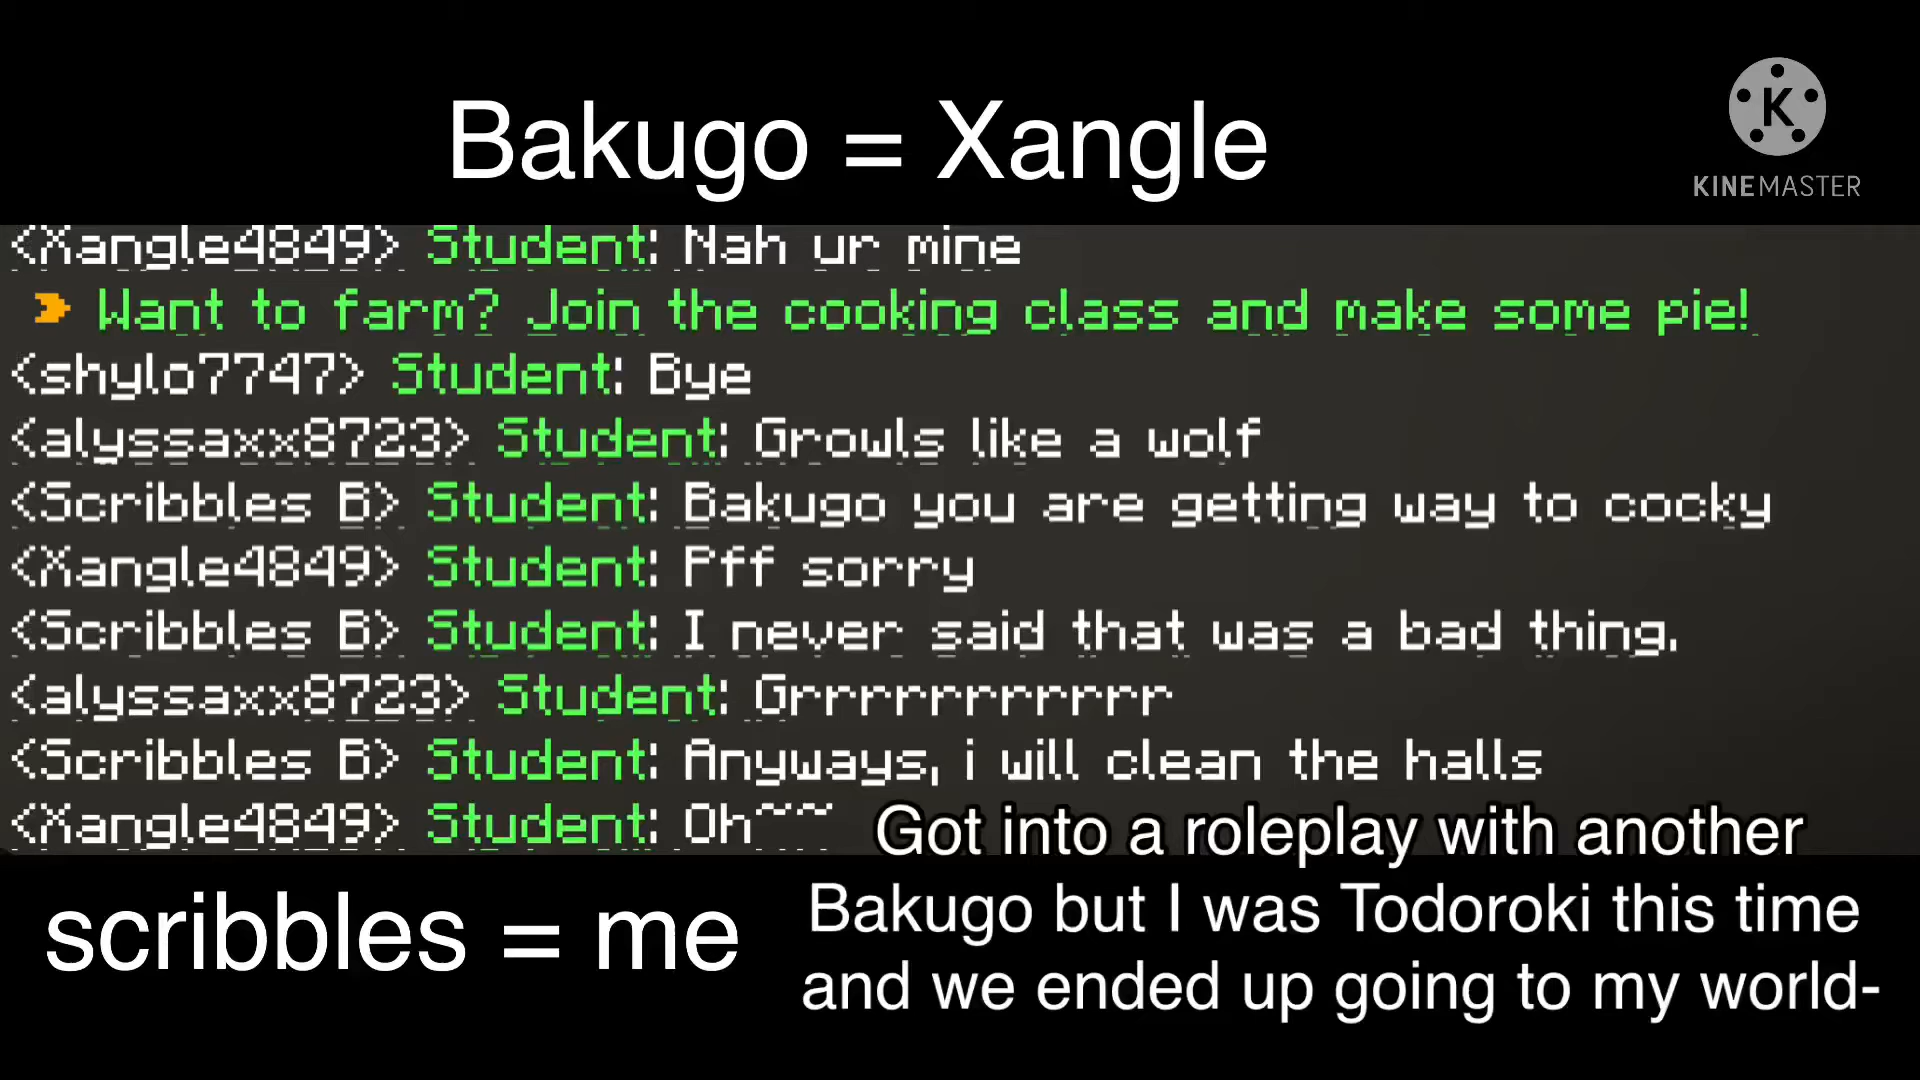 Bakugo = Xangle
KINEMASTER
<Xangle4849> Student: Nah ur mine
Want to farm? Join the cooking class and make some pie!
<shylo7747> Student: Bye
<alyssaxx8723> Student: Growls like a wolf
<Scribbles B> Student: Bakugo you are getting way to cocky
<Xangle4849> Student: Pff sorry
<Scribbles B> Student: I never said that was a bad thing.
<alyssaxx8723> Student: Grrrrrrrrrrrr
<Scribbles B> Student: Anyways, i will clean the halls
<Xangle4849> Student: Oh~~~
Got into a roleplay with another
Bakugo but I was Todoroki this time
and we ended up going to my world-
scribbles = me